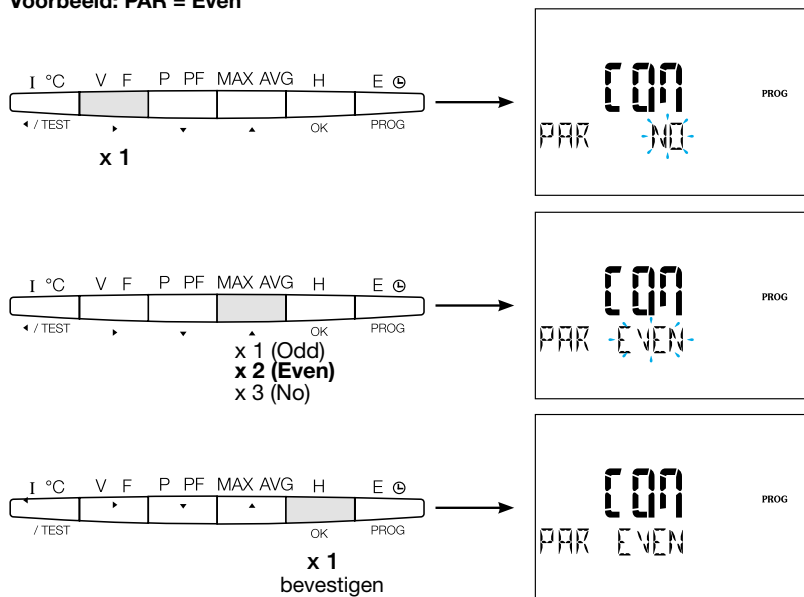 Voorbeeld: PAR = Even
I °C V F P PF MAX AVG H E
/ TEST OK PROG
x 1
COM
PROG
PAR NO
I °C V F P PF MAX AVG H E
/ TEST OK PROG
x 1 (Odd)
x 2 (Even)
x 3 (No)
COM
PROG
PAR EVEN
I °C V F P PF MAX AVG H E
/ TEST OK PROG
x 1
bevestigen
COM
PROG
PAR EVEN